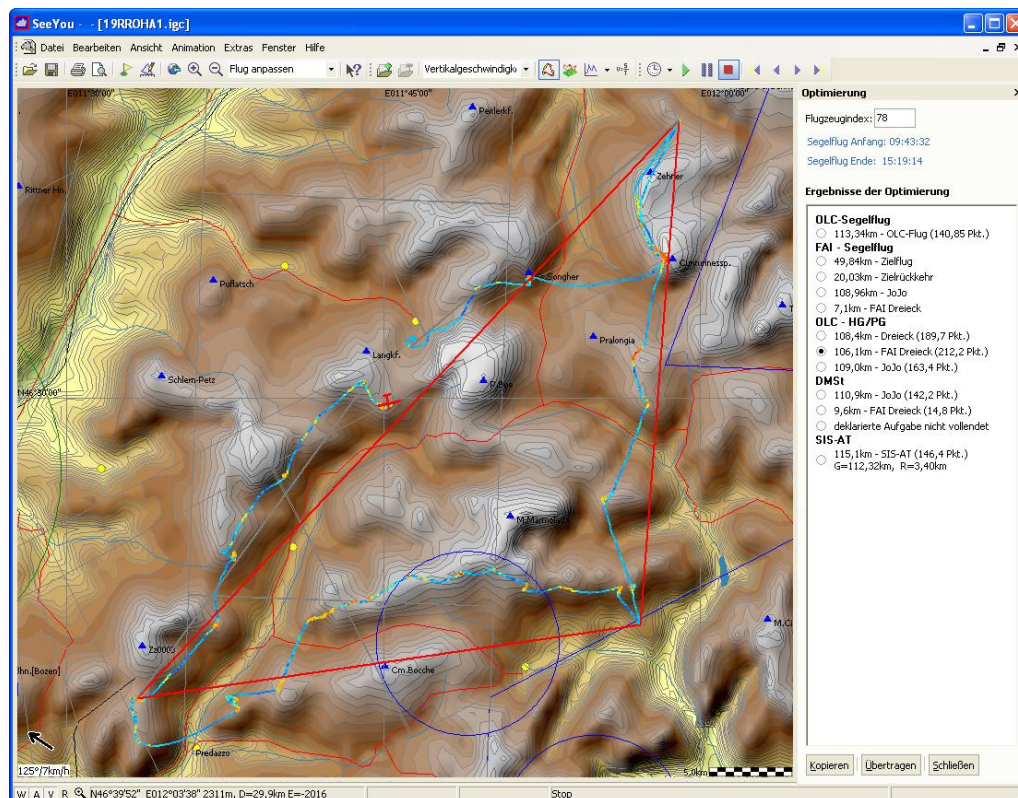 SeeYou - - [19RROHA1.igc]
Datei Bearbeiten Ansicht Animation Extras Fenster Hilfe
Flug anpassen
Vertikalgeschwindigk
E011°45'00"
E012°00'00"
Peitlerkf.
Zehner
Rittner Hn.
Songher
Puflatsch
Pralongia
Langkf.
Schlern-Petz
N46°30'00"
M.Marmolada
Zz0003
Cm.Bocche
Predazzo
125°/7km/h
5,0km
Optimierung
Flugzeugindex: 78
Segelflug Anfang: 09:43:32
Segelflug Ende: 15:19:14
Ergebnisse der Optimierung
OLC-Segelflug
113,34km - OLC-Flug (140,85 Pkt.)
FAI - Segelflug
49,84km - Zielflug
20,03km - Zielrückkehr
108,96km - JoJo
7,1km - FAI Dreieck
OLC - HG/PG
108,4km - Dreieck (189,7 Pkt.)
106,1km - FAI Dreieck (212,2 Pkt.)
109,0km - JoJo (163,4 Pkt.)
DMSt
110,9km - JoJo (142,2 Pkt.)
9,6km - FAI Dreieck (14,8 Pkt.)
deklarierte Aufgabe nicht vollendet
SIS-AT
115,1km - SIS-AT (146,4 Pkt.)
G=112,32km, R=3,40km
Kopieren Übertragen Schließen
W A V R N46°39'52" E012°03'38" 2311m, D=29.9km E=-2016
Stop